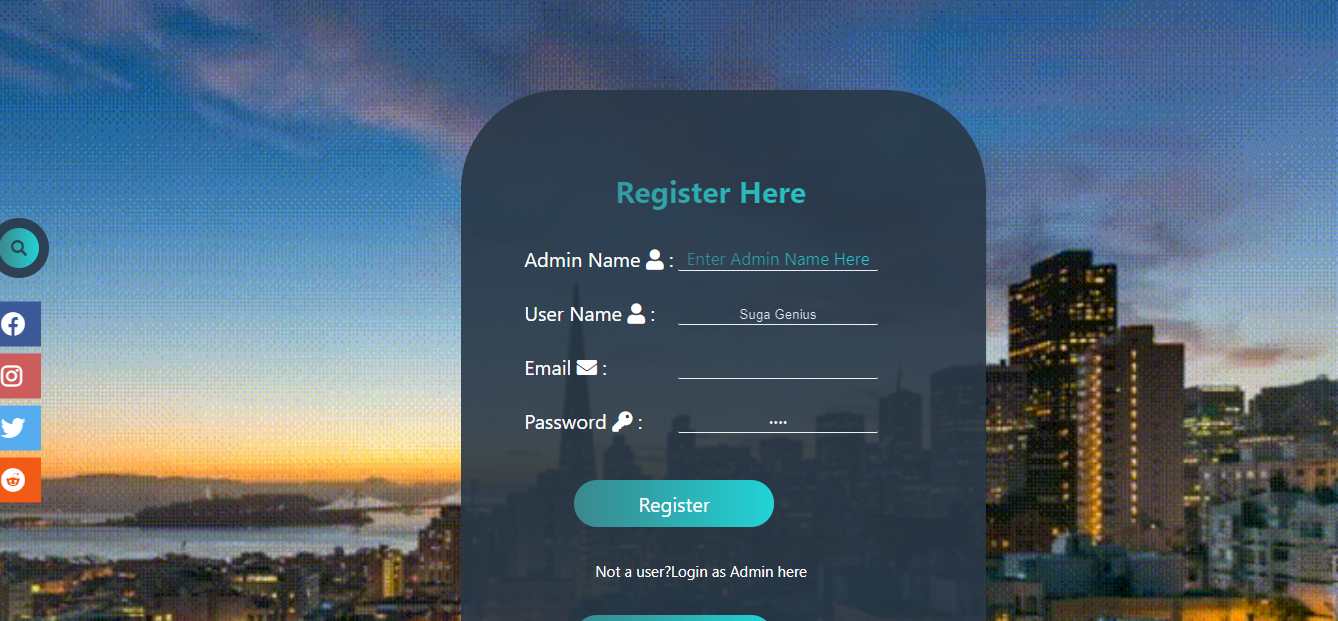 Register Here
Admin Name : Enter Admin Name Here
User Name : Suga Genius
Email :
Password : ••••
Register
Not a user?Login as Admin here